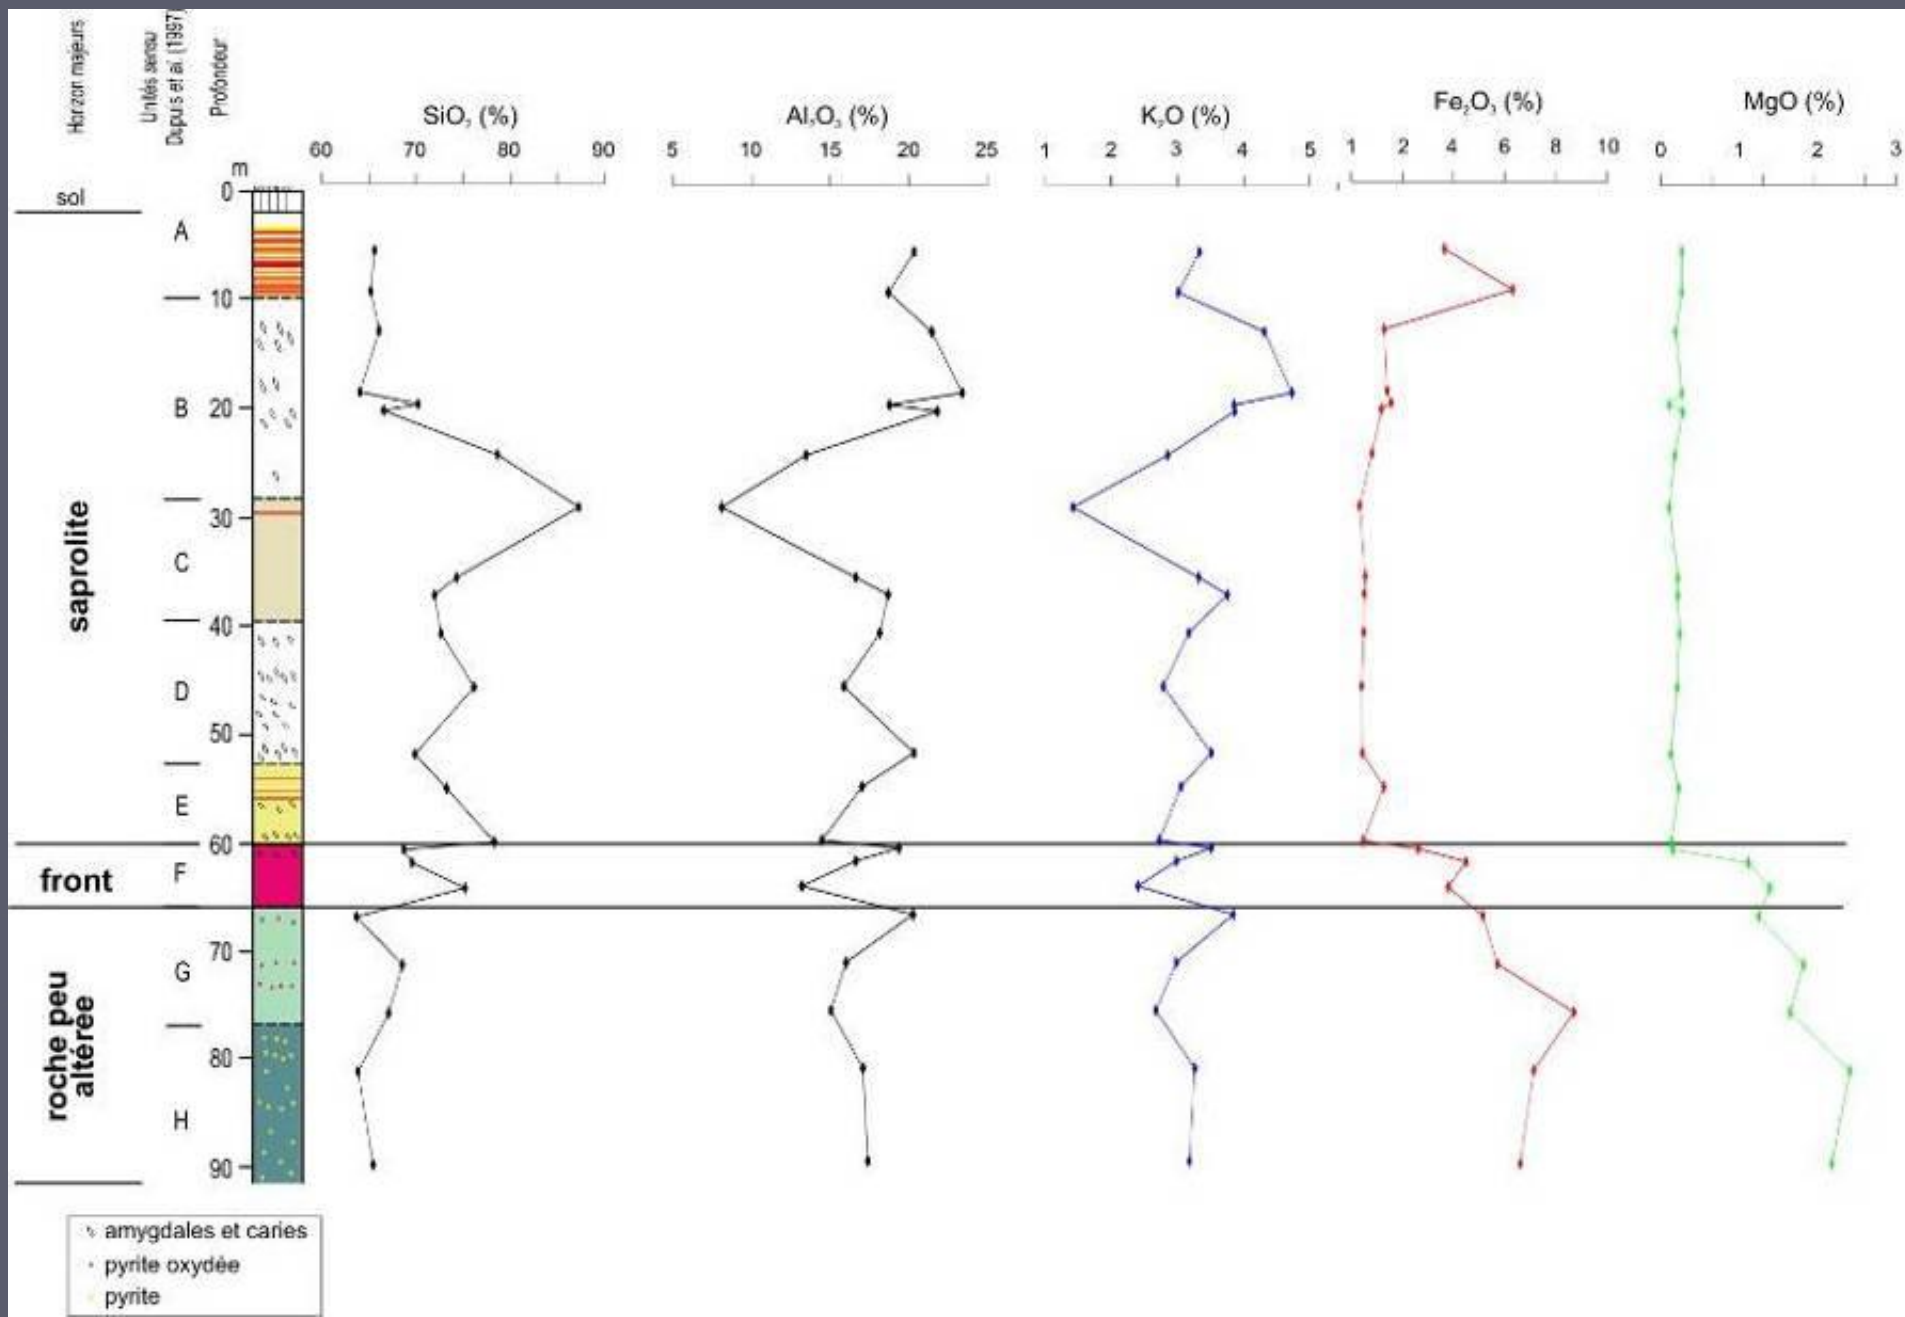 Horizon majeurs
Unités sensu
Dupuis et al. (1997)
Profondeur
SiO₂ (%)
Al₂O₃ (%)
K₂O (%)
Fe₂O₃ (%)
MgO (%)
60 70 80 90
5 10 15 20 25
1 2 3 4 5
1 2 4 6 8 10
0 1 2 3
m
0
sol
A
10
B
20
30
saprolite
C
40
D
50
E
60
front
F
70
G
roche peu
altérée
80
H
90
amygdales et caries
pyrite oxydée
pyrite